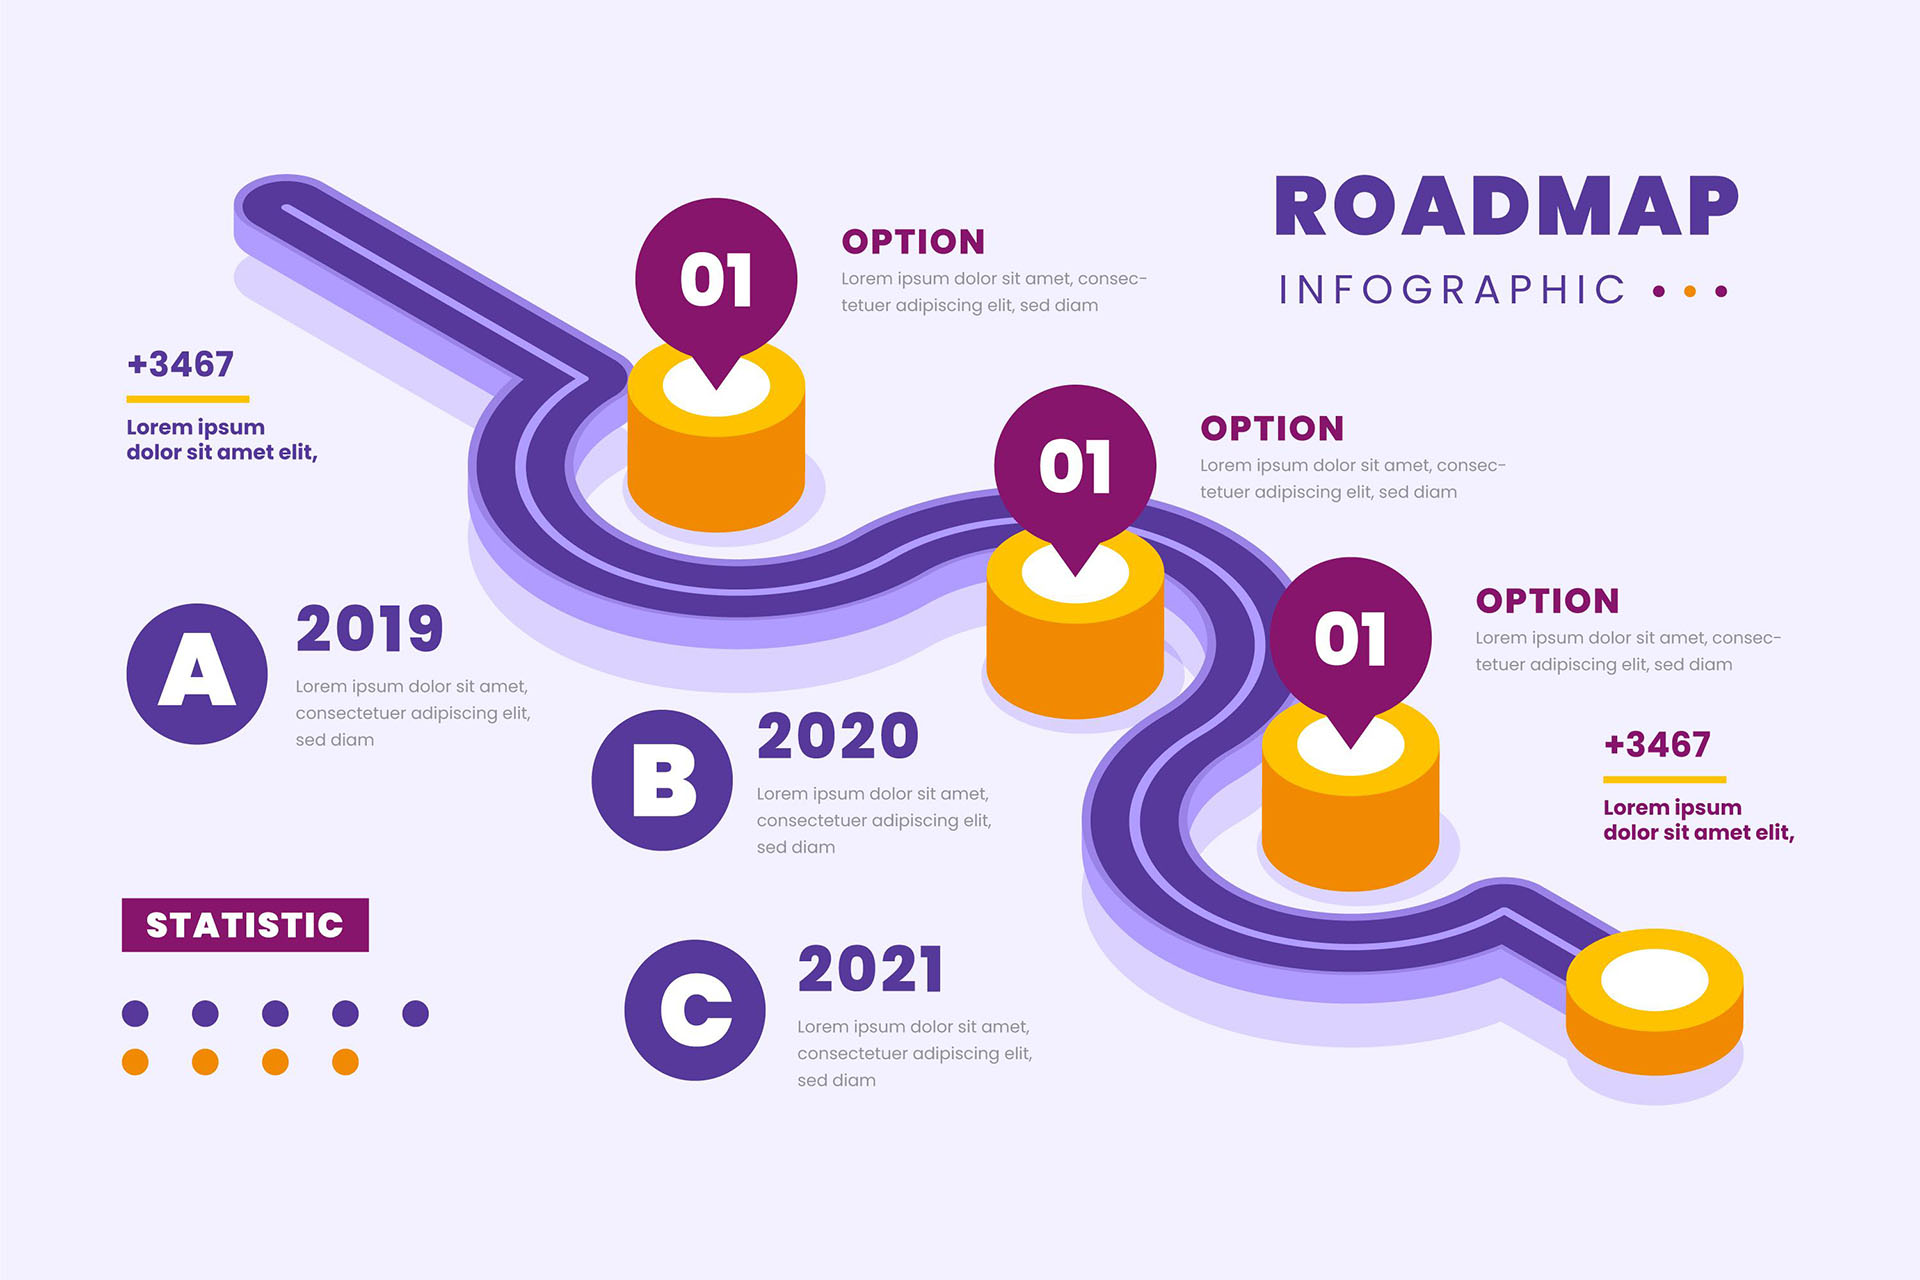 ROADMAP
INFOGRAPHIC
01
OPTION
Lorem ipsum dolor sit amet, consec-
tetuer adipiscing elit, sed diam
+3467
Lorem ipsum
dolor sit amet elit,
01
OPTION
Lorem ipsum dolor sit amet, consec-
tetuer adipiscing elit, sed diam
01
OPTION
Lorem ipsum dolor sit amet, consec-
tetuer adipiscing elit, sed diam
A
2019
Lorem ipsum dolor sit amet,
consectetuer adipiscing elit,
sed diam
B
2020
Lorem ipsum dolor sit amet,
consectetuer adipiscing elit,
sed diam
+3467
Lorem ipsum
dolor sit amet elit,
STATISTIC
C
2021
Lorem ipsum dolor sit amet,
consectetuer adipiscing elit,
sed diam